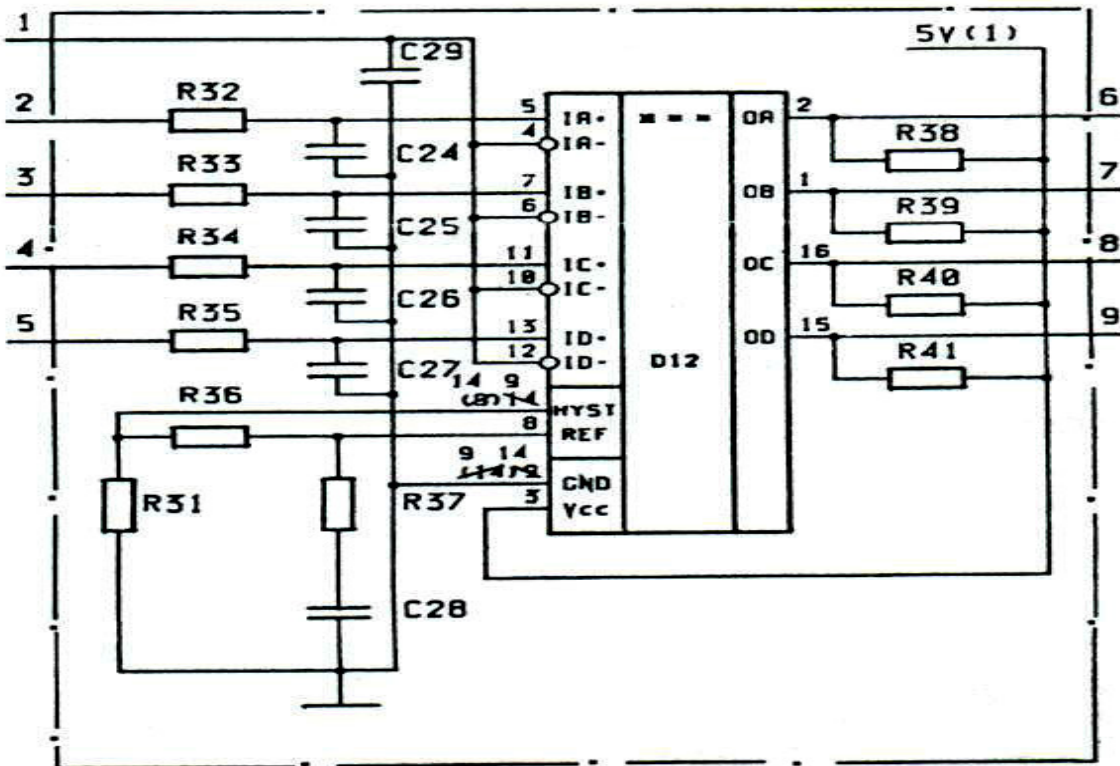 1
5V(1)
C29
R32
2
5
IA+
OA
2
6
4
IA-
C24
R38
R33
3
7
IB+
OB
1
7
6
IB-
C25
R39
R34
4
11
IC+
OC
16
8
10
IC-
C26
R40
R35
5
13
ID+
OD
15
9
12
ID-
C27
D12
R41
14 9
R36
HYST
8
REF
9 14
R31
R37
GND
3
Vcc
C28